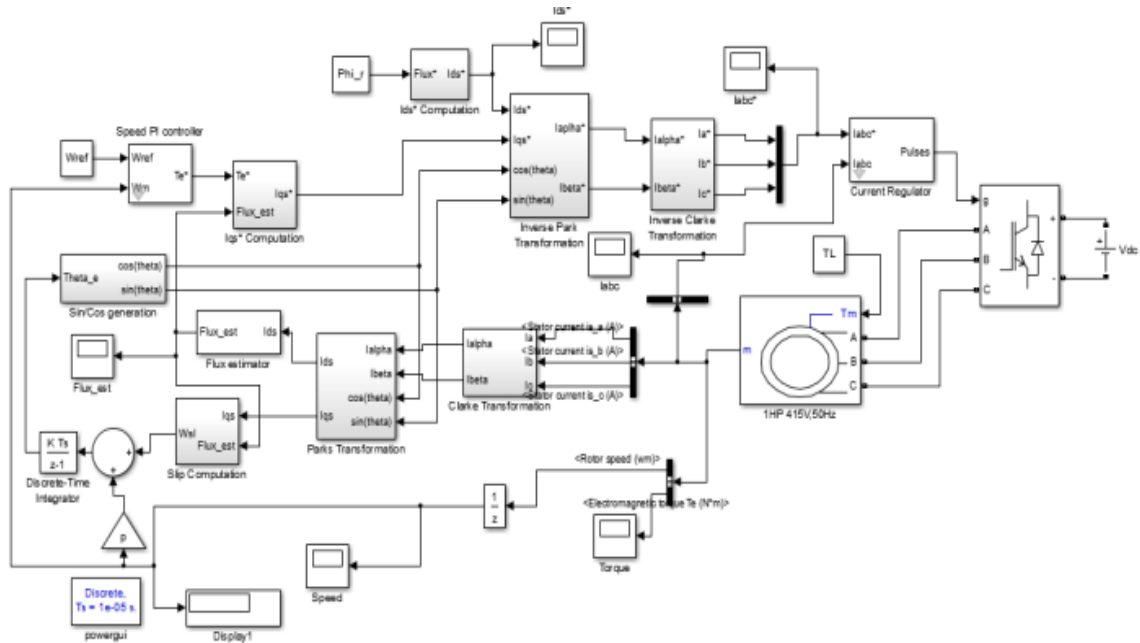 Ids*
Phi_r
Flux*
Ids*
Ids* Computation
Iabc*
Speed PI controller
Wref
Wref
Wm
Te*
Te*
Flux_est
Iqs*
Iqs* Computation
Ids*
Iqs*
cos(theta)
sin(theta)
Iaplha*
Ibeta*
Inverse Park
Transformation
Ialpha*
Ibeta*
Ia*
Ib*
Ic*
Inverse Clarke
Transformation
Iabc*
Iabc
Pulses
Current Regulator
g
A
B
C
+
-
+
Vdc
Theta_e
cos(theta)
sin(theta)
Sin/Cos generation
Iabc
TL
Tm
m
A
B
C
1HP 415V,50Hz
Flux_est
Ids
Flux estimator
Flux_est
Ids
Iqs
Ialpha
Ibeta
cos(theta)
sin(theta)
Parks Transformation
Ialpha
Ibeta
Ia
Ib
Clarke Transformation
<Stator current is_a (A)>
<Stator current is_b (A)>
<Stator current is_c (A)>
Wsl
Iqs
Flux_est
Slip Computation
K Ts
z-1
Discrete-Time
Integrator
+
+
p
1
z
<Rotor speed (wm)>
<Electromagnetic torque Te (N*m)>
Torque
Speed
Discrete,
Ts = 1e-05 s.
powergui
Display1